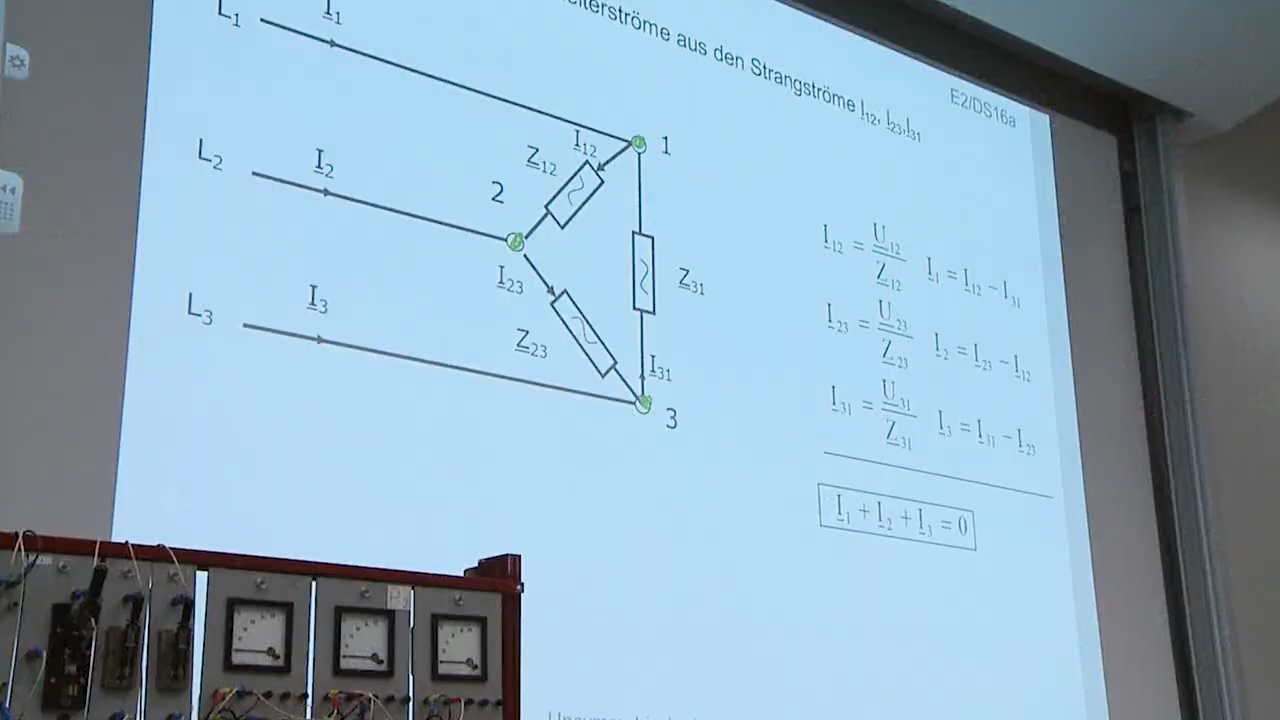 aus den Strangströme I12, I23,I31
E2/DS16a
L1
I1
L2
I2
L3
I3
1
2
3
I12
Z12
I23
Z23
Z31
I31
I12 = U12/Z12 I1 = I12 − I31
I23 = U23/Z23 I2 = I23 − I12
I31 = U31/Z31 I3 = I31 − I23
I1 + I2 + I3 = 0